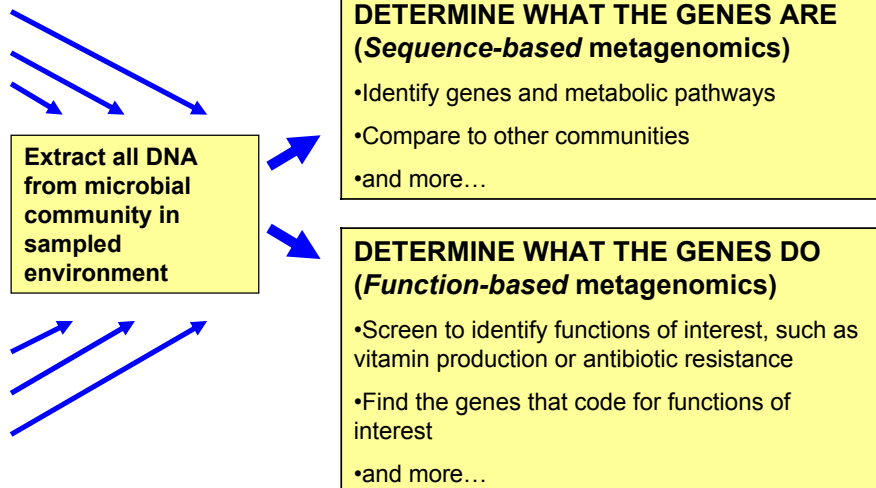 DETERMINE WHAT THE GENES ARE
(Sequence-based metagenomics)
•Identify genes and metabolic pathways
•Compare to other communities
•and more…
Extract all DNA
from microbial
community in
sampled
environment
DETERMINE WHAT THE GENES DO
(Function-based metagenomics)
•Screen to identify functions of interest, such as
vitamin production or antibiotic resistance
•Find the genes that code for functions of
interest
•and more…